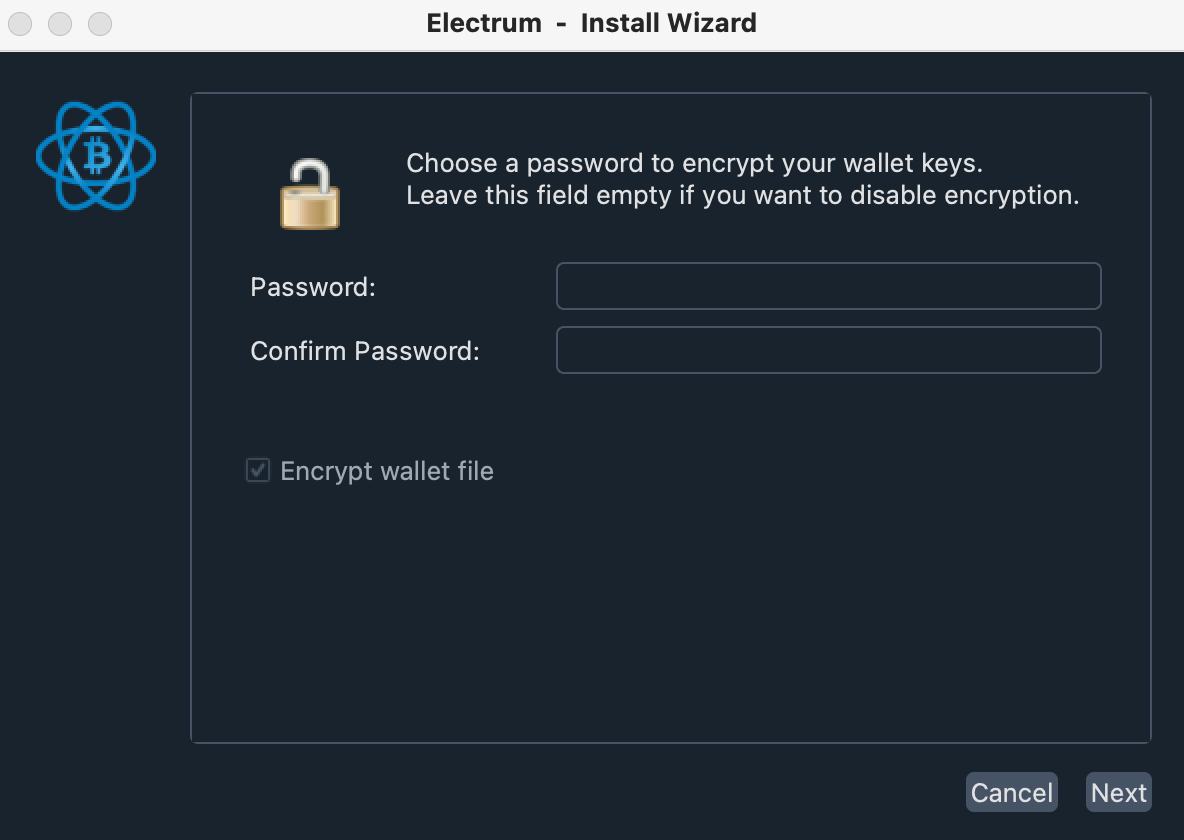 Electrum - Install Wizard
Choose a password to encrypt your wallet keys.
Leave this field empty if you want to disable encryption.
Password:
Confirm Password:
Encrypt wallet file
Cancel Next